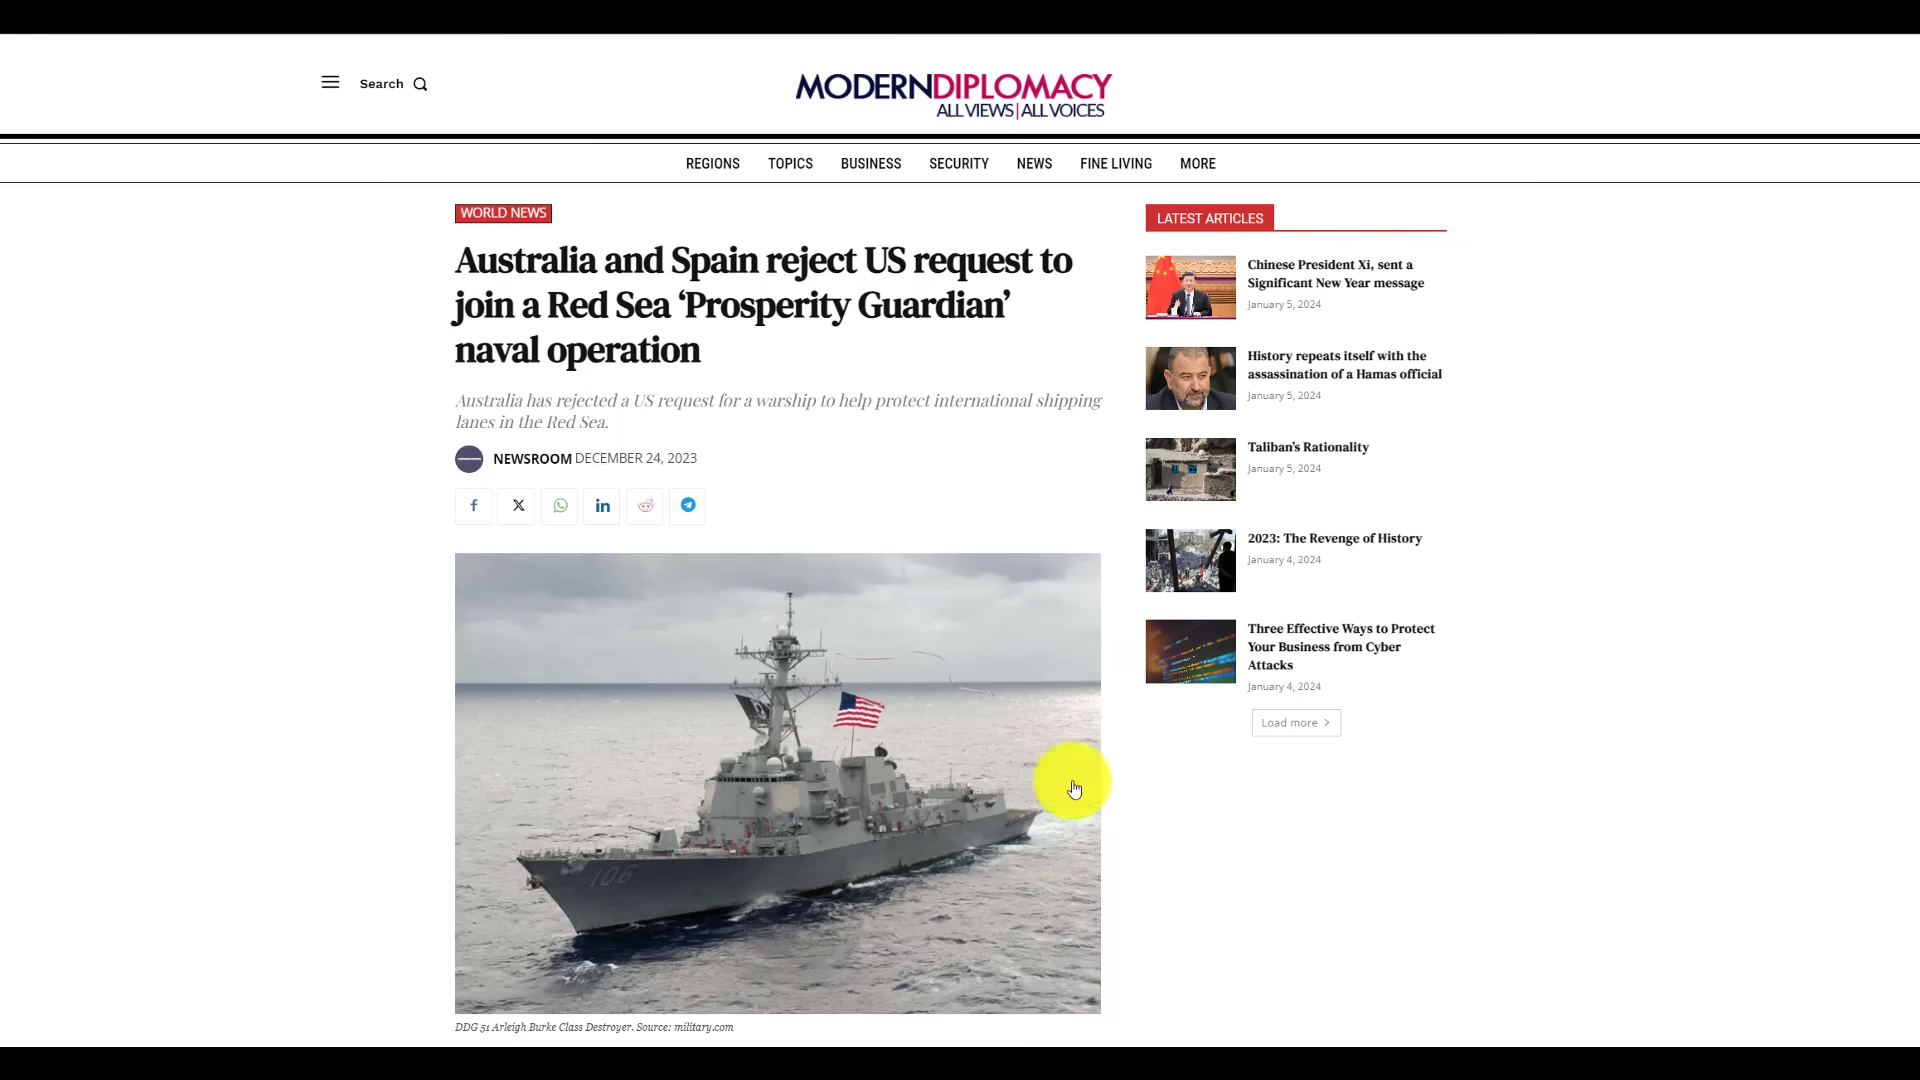 Search
MODERNDIPLOMACY
ALL VIEWS|ALL VOICES
REGIONS TOPICS BUSINESS SECURITY NEWS FINE LIVING MORE
WORLD NEWS
Australia and Spain reject US request to
join a Red Sea ‘Prosperity Guardian’
naval operation
Australia has rejected a US request for a warship to help protect international shipping
lanes in the Red Sea.
NEWSROOM DECEMBER 24, 2023
106
DDG 51 Arleigh Burke Class Destroyer. Source: military.com
LATEST ARTICLES
Chinese President Xi, sent a
Significant New Year message
January 5, 2024
History repeats itself with the
assassination of a Hamas official
January 5, 2024
Taliban’s Rationality
January 5, 2024
2023: The Revenge of History
January 4, 2024
Three Effective Ways to Protect
Your Business from Cyber
Attacks
January 4, 2024
Load more